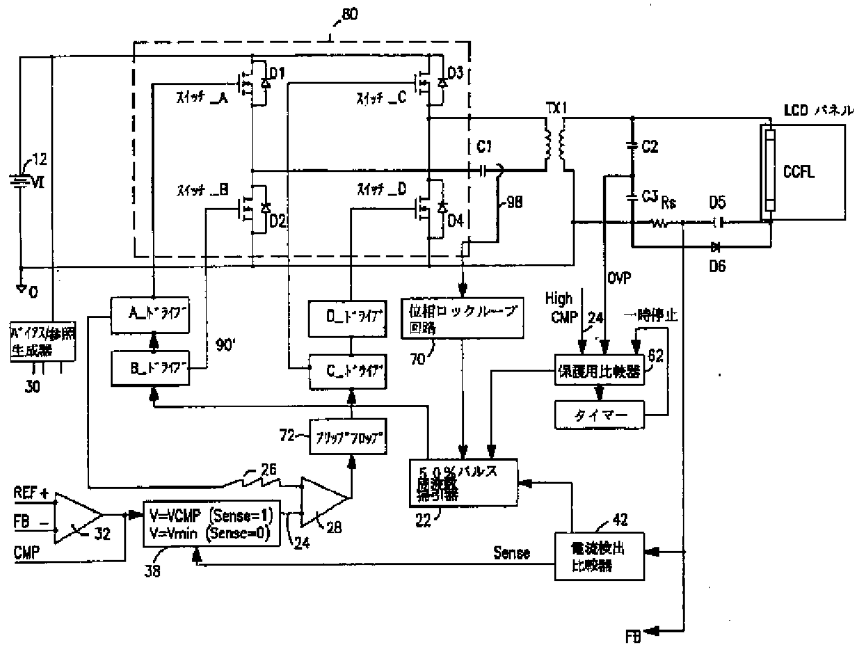 80
D1
D3
スイッチ_A
スイッチ_C
TX1
LCD パネル
12
VI
C1
C2
CCFL
スイッチ_B
スイッチ_D
C3
Rs
D5
D2
D4
98
D6
OVP
0
High
CMP
24
一時停止
A_ドライブ
D_ドライブ
位相ロックループ
回路
バイアス/参照
生成器
90'
70
保護用比較器
62
30
B_ドライブ
C_ドライブ
タイマー
72
フリップフロップ
26
50%パルス
周波数
掃引器
REF +
FB -
32
V=VCMP (Sense=1)
V=Vmin (Sense=0)
24
28
22
42
CMP
38
Sense
電流検出
比較器
FB